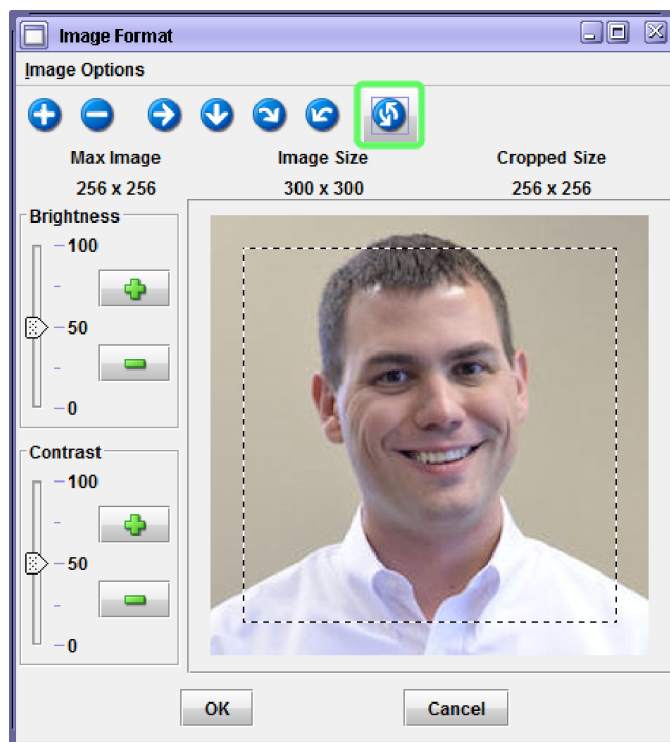 Image Format
Image Options
Max Image Image Size Cropped Size
256 x 256 300 x 300 256 x 256
Brightness
100
50
0
Contrast
100
50
0
OK Cancel